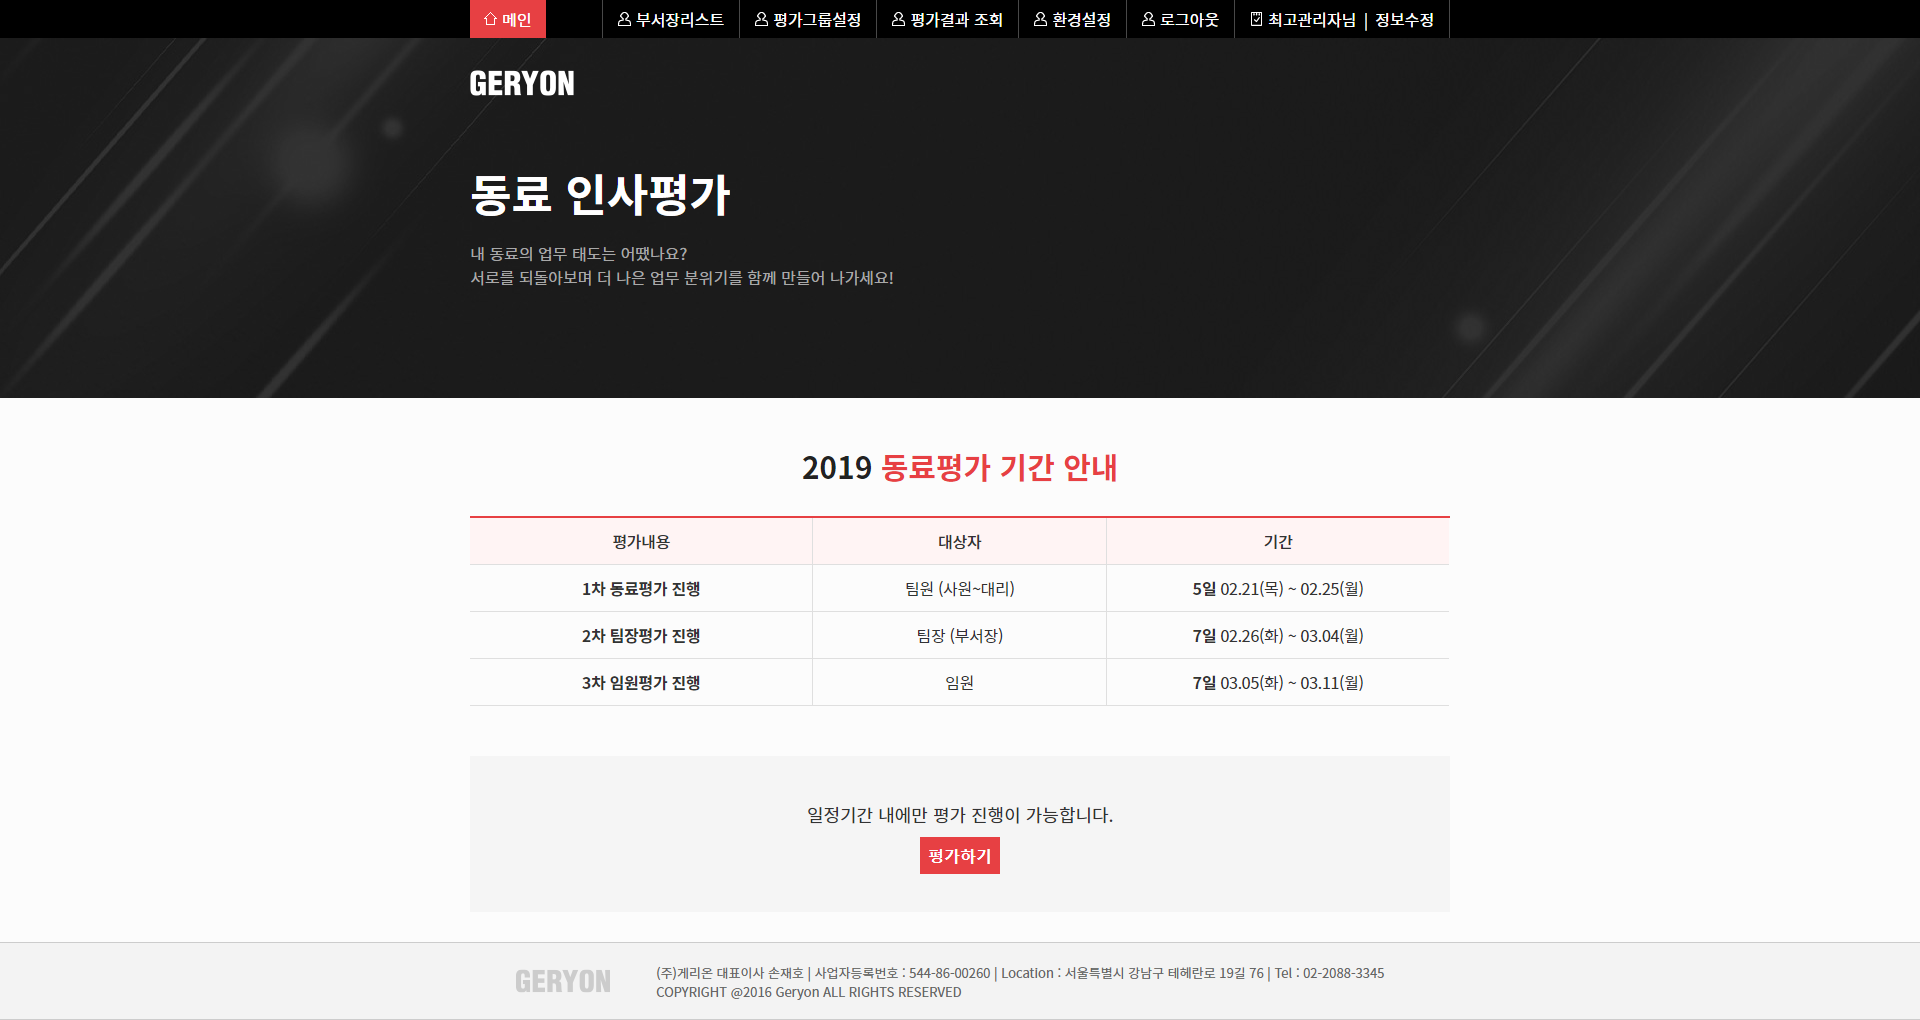 메인 부서장리스트 평가그룹설정 평가결과 조회 환경설정 로그아웃 최고관리자님 | 정보수정
GERYON
동료 인사평가
내 동료의 업무 태도는 어땠나요?
서로를 되돌아보며 더 나은 업무 분위기를 함께 만들어 나가세요!
2019 동료평가 기간 안내
평가내용 대상자 기간
1차 동료평가 진행 팀원 (사원~대리) 5일 02.21(목) ~ 02.25(월)
2차 팀장평가 진행 팀장 (부서장) 7일 02.26(화) ~ 03.04(월)
3차 임원평가 진행 임원 7일 03.05(화) ~ 03.11(월)
일정기간 내에만 평가 진행이 가능합니다.
평가하기
GERYON
(주)게리온 대표이사 손재호 | 사업자등록번호 : 544-86-00260 | Location : 서울특별시 강남구 테헤란로 19길 76 | Tel : 02-2088-3345
COPYRIGHT @2016 Geryon ALL RIGHTS RESERVED